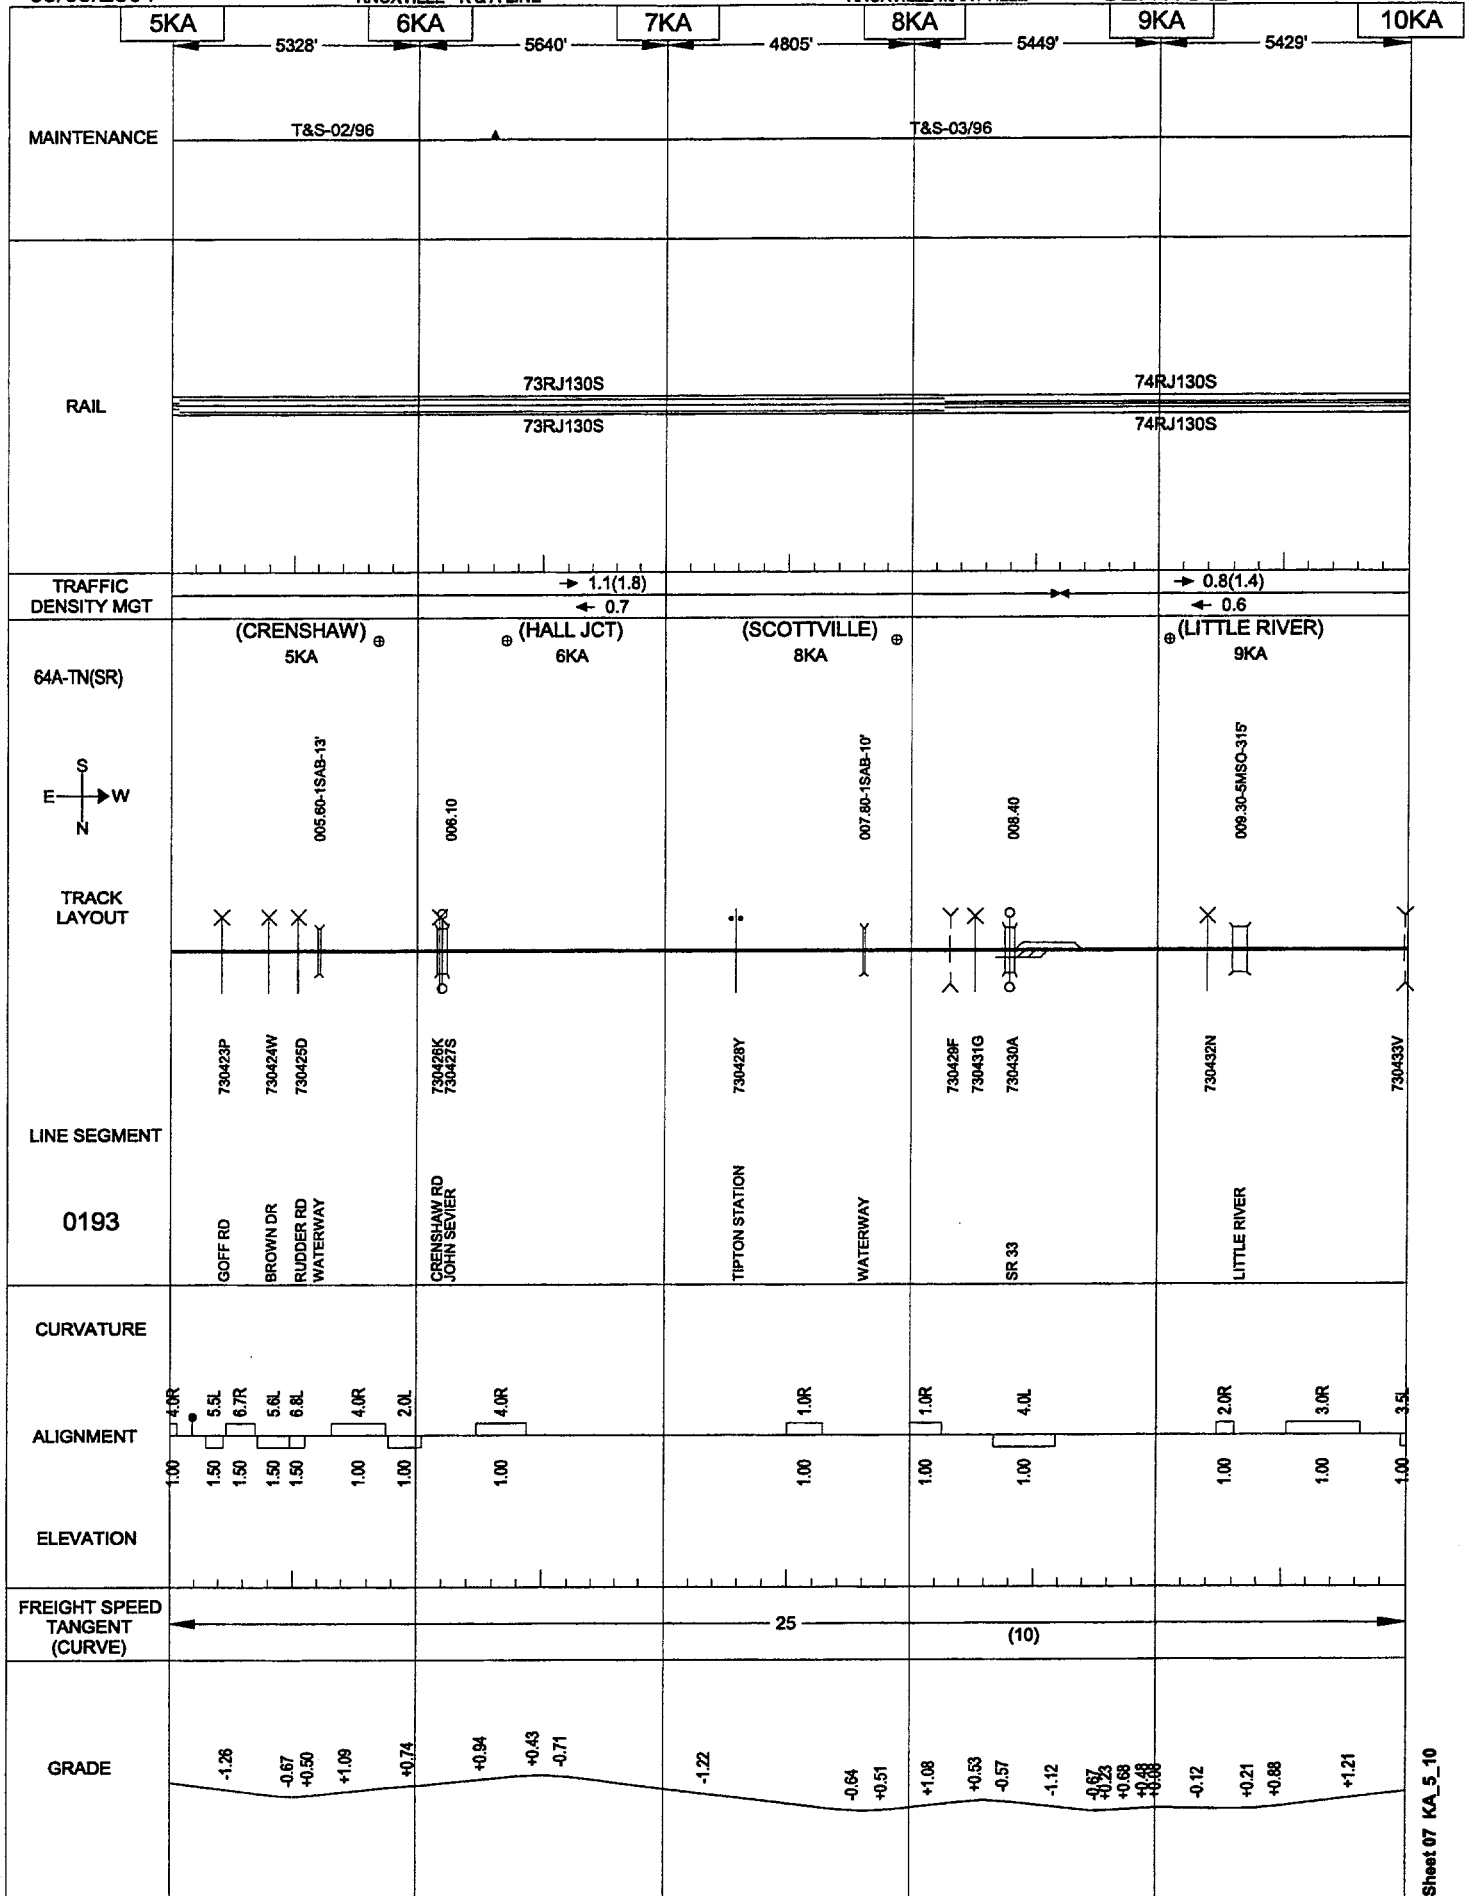 5KA 6KA 7KA 8KA 9KA 10KA
5328' 5640' 4805' 5449' 5429'
MAINTENANCE
T&S-02/96 T&S-03/96
RAIL
73RJ130S 74RJ130S
73RJ130S 74RJ130S
TRAFFIC
DENSITY MGT
1.1(1.8) 0.8(1.4)
0.7 0.6
(CRENSHAW) (HALL JCT) (SCOTTVILLE) (LITTLE RIVER)
5KA 6KA 8KA 9KA
64A-TN(SR)
S
E W
N
005.60-1SAB-13'
006.10
007.80-1SAB-10'
008.40
009.30-5MSO-315'
TRACK
LAYOUT
730423P
730424W
730425D
730426K
730427S
730428Y
730429F
730431G
730430A
730432N
730433V
LINE SEGMENT
0193
GOFF RD
BROWN DR
RUDDER RD
WATERWAY
CRENSHAW RD
JOHN SEVIER
TIPTON STATION
WATERWAY
SR 33
LITTLE RIVER
CURVATURE
4.0R 5.5L 6.7R 5.6L 6.8L 4.0R 2.0L 4.0R 1.0R 1.0R 4.0L 2.0R 3.0R 3.5L
ALIGNMENT
1.00 1.50 1.50 1.50 1.50 1.00 1.00 1.00 1.00 1.00 1.00 1.00 1.00 1.00
ELEVATION
FREIGHT SPEED
TANGENT
(CURVE)
25
(10)
GRADE
-1.26 -0.67 +0.50 +1.09 +0.74 +0.94 +0.43 -0.71 -1.22 -0.64 +0.51 +1.08 +0.53 -0.57 -1.12 -0.67 +0.23 +0.68 +0.48 -0.12 +0.21 +0.88 +1.21
Sheet 07 KA_5_10